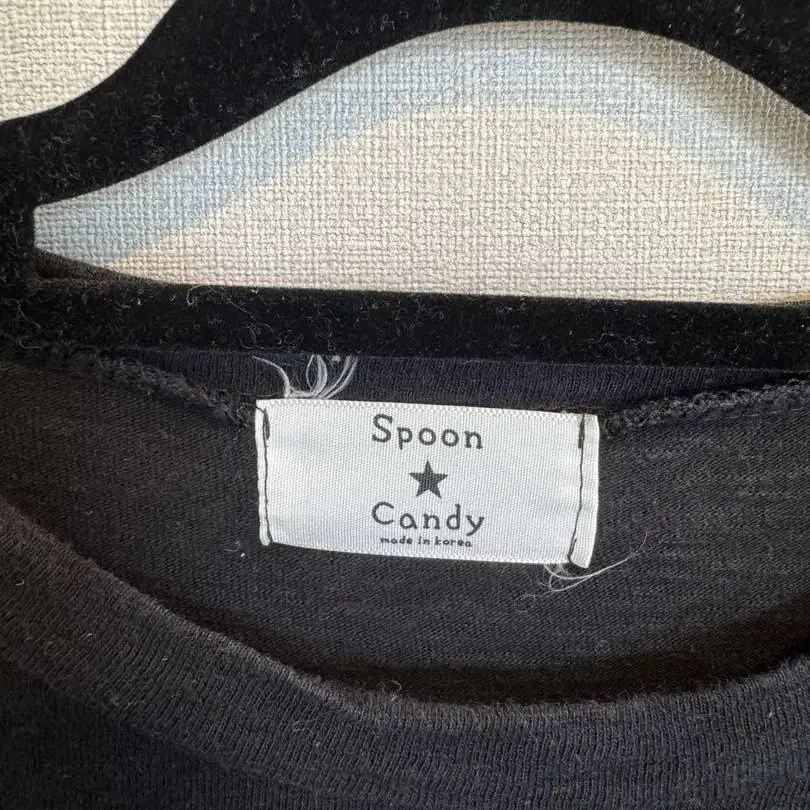 Spoon
★
Candy
made in korea